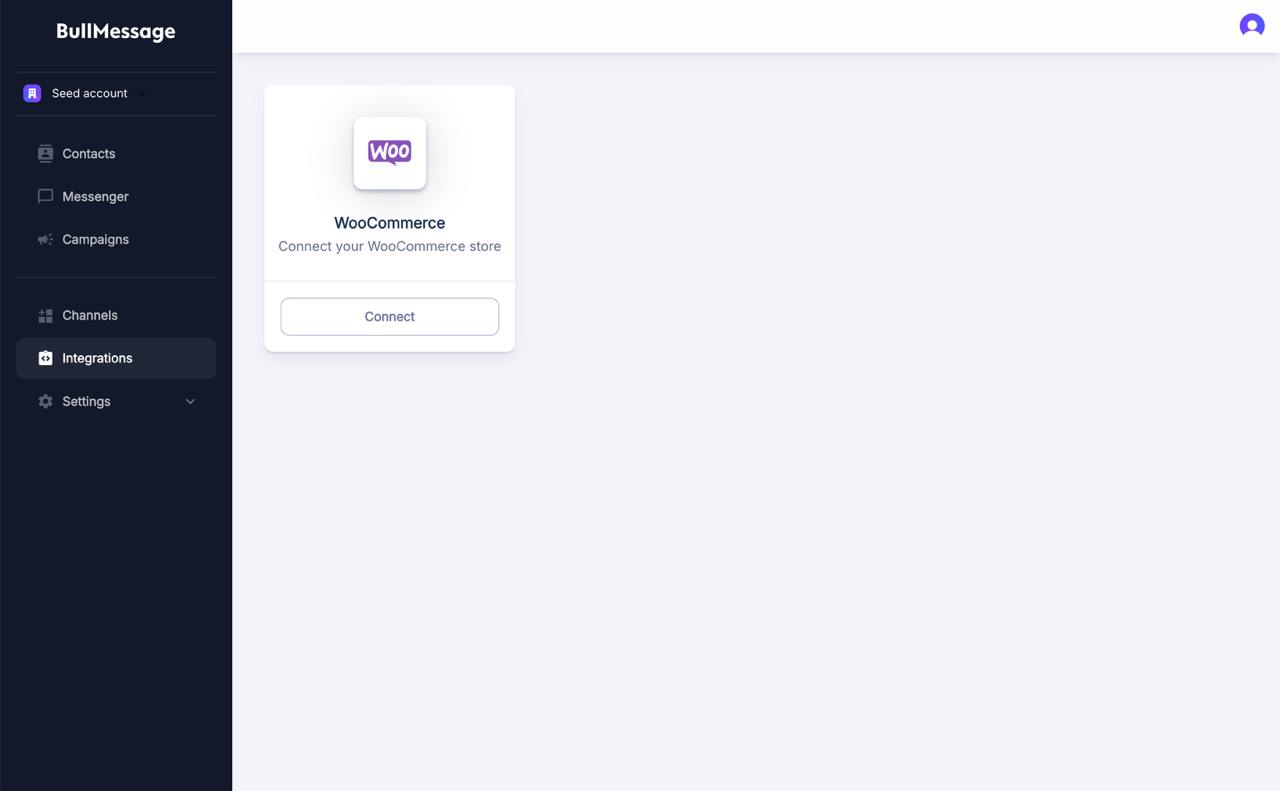 BullMessage
Seed account
Contacts
Messenger
Campaigns
Channels
Integrations
Settings
Woo
WooCommerce
Connect your WooCommerce store
Connect